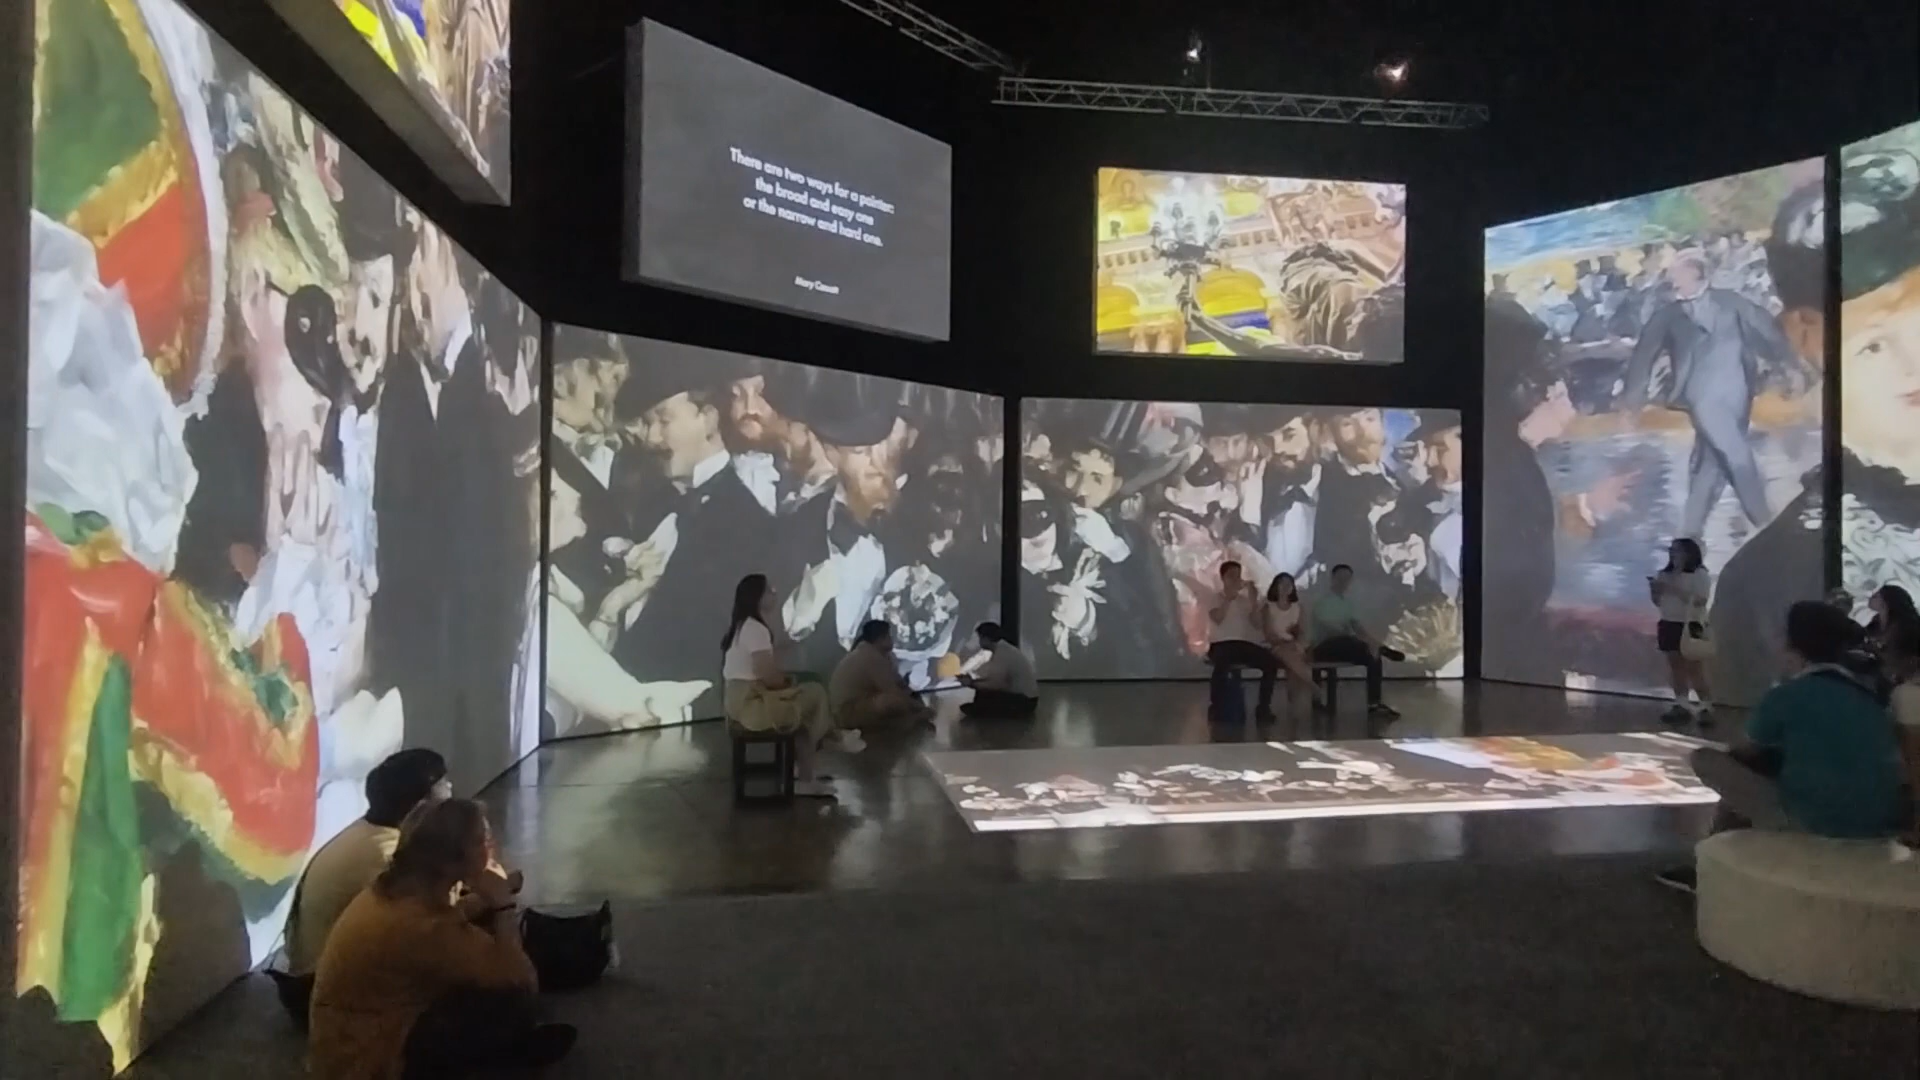 There are two ways for a painter:
the broad and easy one
or the narrow and hard one.
Mary Cassatt